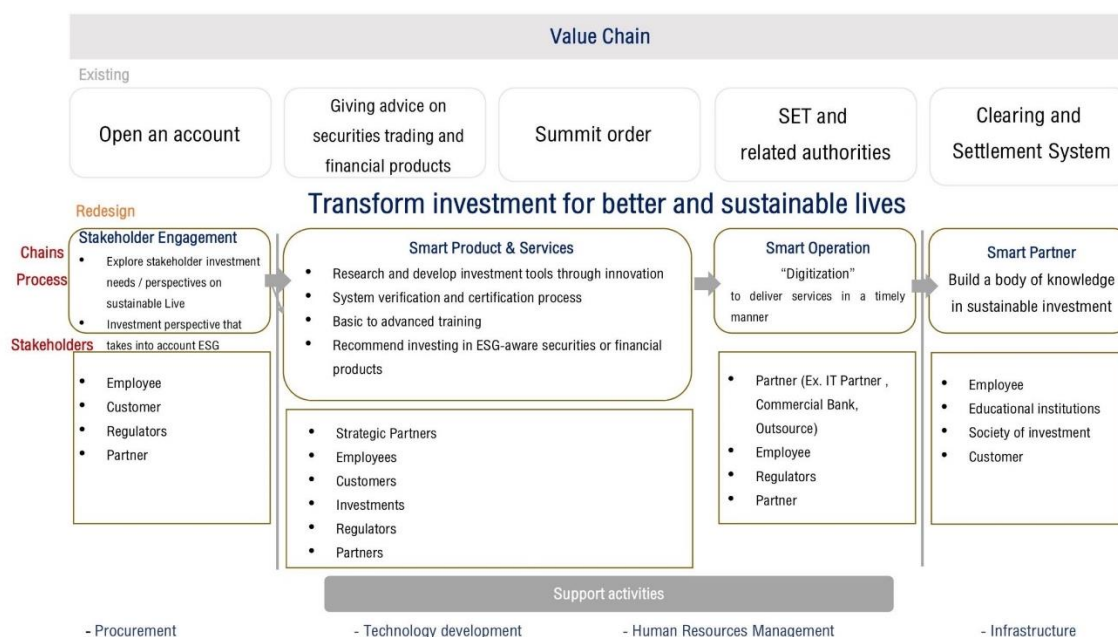 Value Chain
Existing
Open an account
Giving advice on
securities trading and
financial products
Summit order
SET and
related authorities
Clearing and
Settlement System
Redesign
Transform investment for better and sustainable lives
Chains
Process
Stakeholder Engagement
• Explore stakeholder investment
needs / perspectives on
sustainable Live
• Investment perspective that
takes into account ESG
Smart Product & Services
• Research and develop investment tools through innovation
• System verification and certification process
• Basic to advanced training
• Recommend investing in ESG-aware securities or financial
products
Smart Operation
“Digitization”
to deliver services in a timely
manner
Smart Partner
Build a body of knowledge
in sustainable investment
Stakeholders
• Employee
• Customer
• Regulators
• Partner
• Strategic Partners
• Employees
• Customers
• Investments
• Regulators
• Partners
• Partner (Ex. IT Partner ,
Commercial Bank,
Outsource)
• Employee
• Regulators
• Partner
• Employee
• Educational institutions
• Society of investment
• Customer
Support activities
- Procurement
- Technology development
- Human Resources Management
- Infrastructure